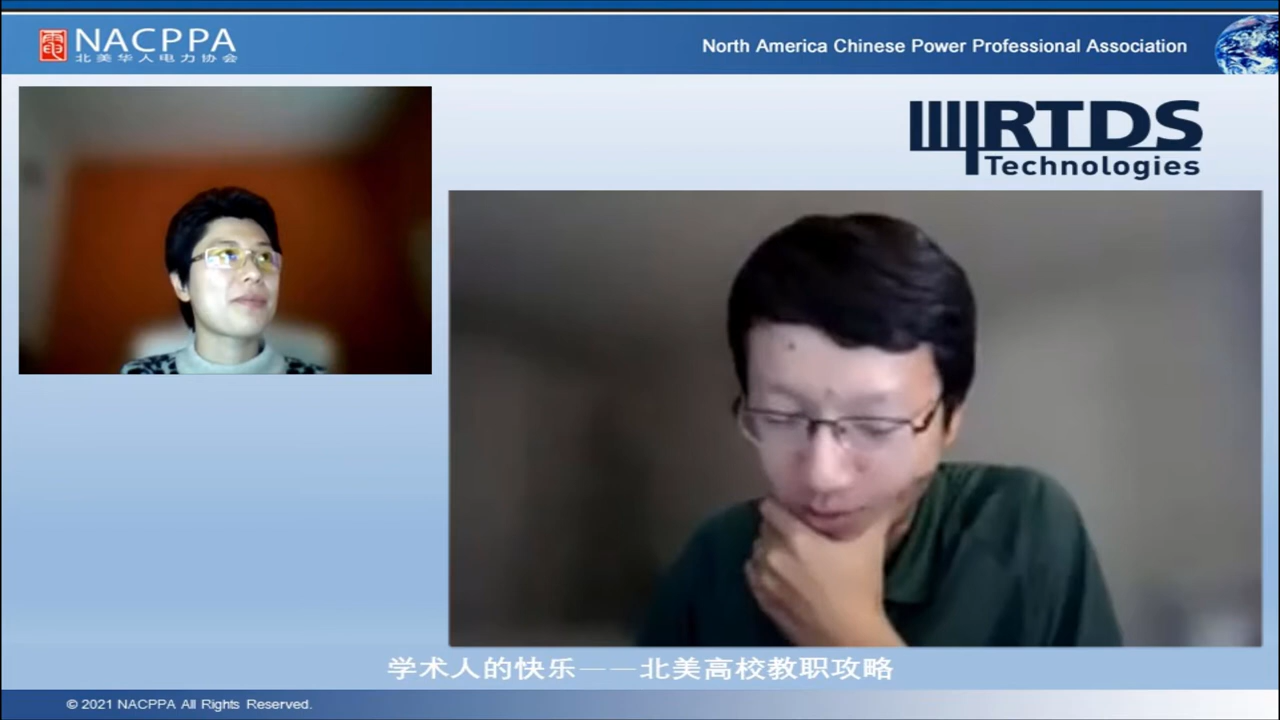 NACPPA
北美华人电力协会
North America Chinese Power Professional Association
RTDS
Technologies
学术人的快乐——北美高校教职攻略
© 2021 NACPPA All Rights Reserved.